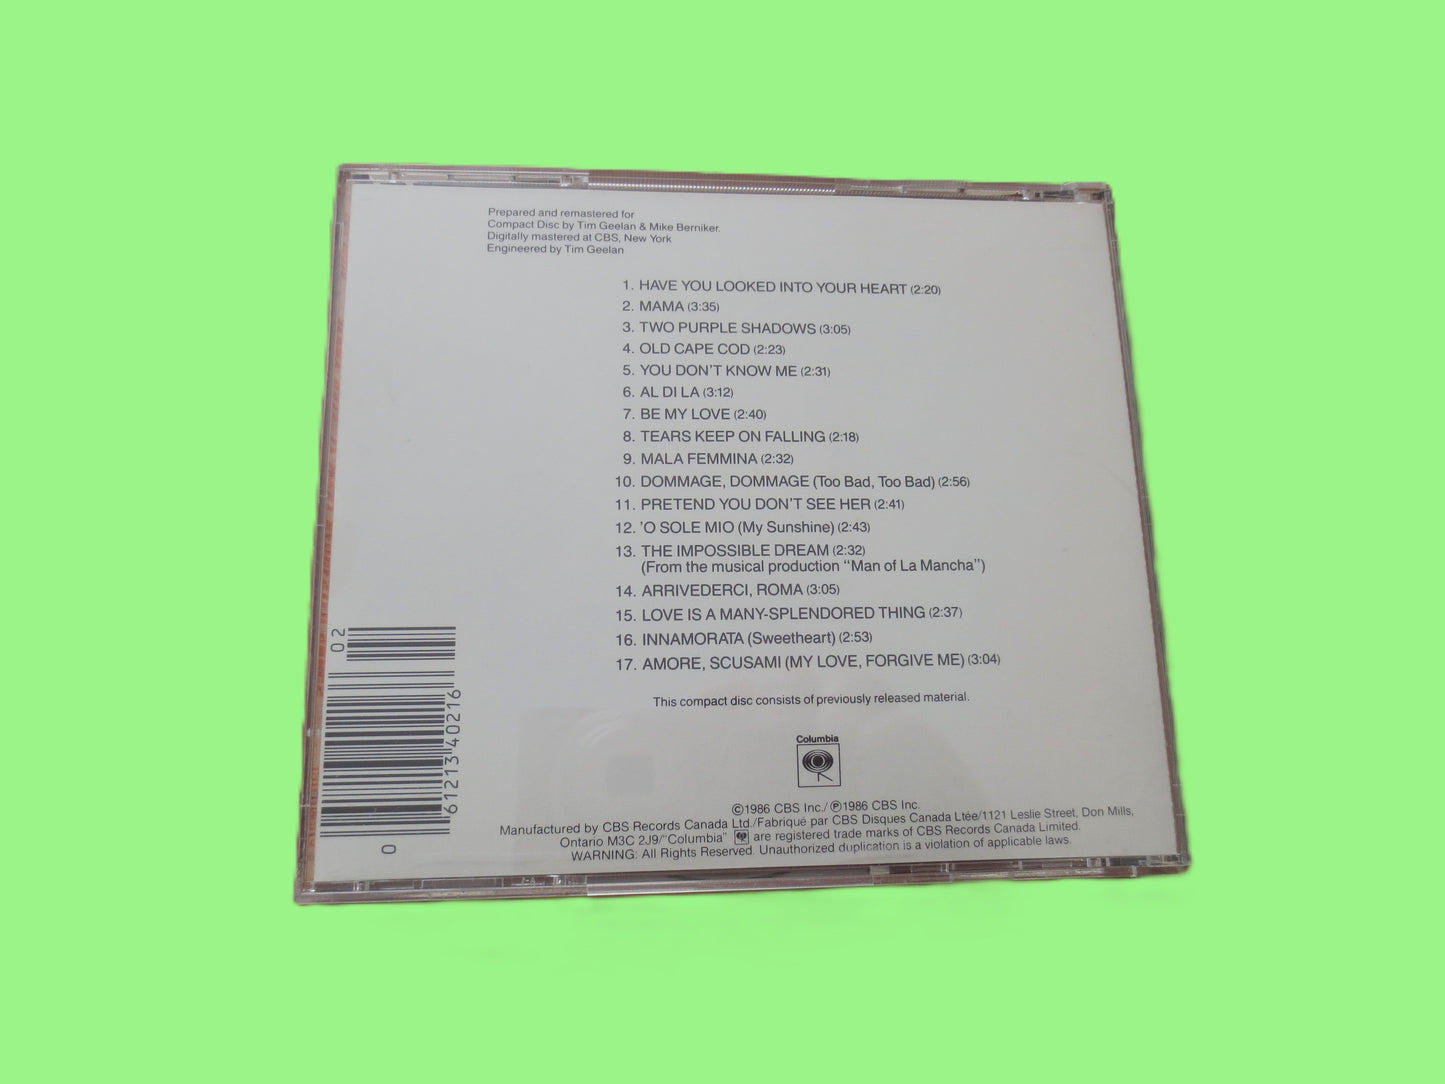 Prepared and remastered for
Compact Disc by Tim Geelan & Mike Berniker.
Digitally mastered at CBS, New York
Engineered by Tim Geelan
1. HAVE YOU LOOKED INTO YOUR HEART (2:20)
2. MAMA (3:35)
3. TWO PURPLE SHADOWS (3:05)
4. OLD CAPE COD (2:23)
5. YOU DON'T KNOW ME (2:31)
6. AL DI LA (3:12)
7. BE MY LOVE (2:40)
8. TEARS KEEP ON FALLING (2:18)
9. MALA FEMMINA (2:32)
10. DOMMAGE, DOMMAGE (Too Bad, Too Bad) (2:56)
11. PRETEND YOU DON'T SEE HER (2:41)
12. 'O SOLE MIO (My Sunshine) (2:43)
13. THE IMPOSSIBLE DREAM (2:32)
(From the musical production “Man of La Mancha”)
14. ARRIVEDERCI, ROMA (3:05)
15. LOVE IS A MANY-SPLENDORED THING (2:37)
16. INNAMORATA (Sweetheart) (2:53)
17. AMORE, SCUSAMI (MY LOVE, FORGIVE ME) (3:04)
This compact disc consists of previously released material.
Columbia
©1986 CBS Inc./℗1986 CBS Inc.
Manufactured by CBS Records Canada Ltd./Fabriqué par CBS Disques Canada Ltée/1121 Leslie Street, Don Mills,
Ontario M3C 2J9/"Columbia" are registered trade marks of CBS Records Canada Limited.
WARNING: All Rights Reserved. Unauthorized duplication is a violation of applicable laws.
0 61213 40216 02